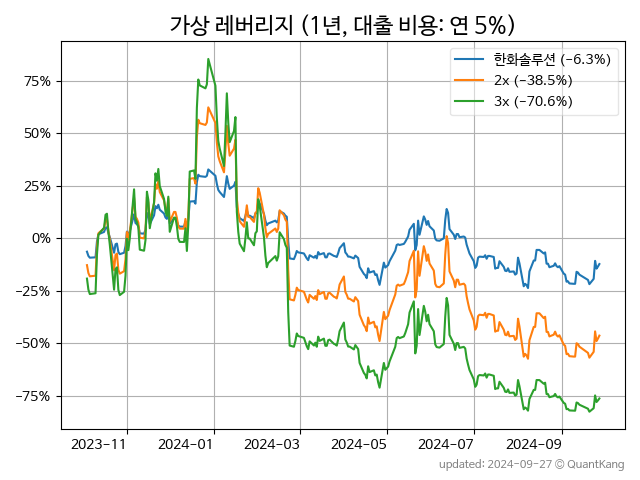 가상 레버리지 (1년, 대출 비용: 연 5%)
한화솔루션 (−6.3%)
2x (−38.5%)
3x (−70.6%)
75%
50%
25%
0%
−25%
−50%
−75%
2023-11
2024-01
2024-03
2024-05
2024-07
2024-09
updated: 2024-09-27 © QuantKang